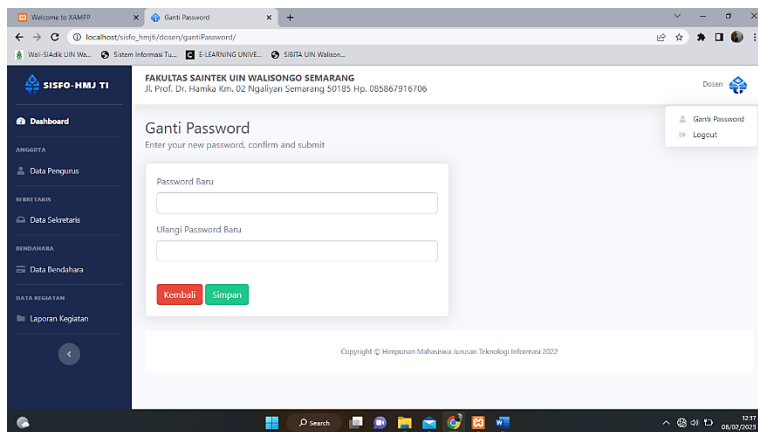 Welcome to XAMPP
Ganti Password
localhost/sisfo_hmjti/dosen/gantiPassword/
Wali-SIAdik UIN Wa...
Sistem Informasi Tu...
E-LEARNING UNIVE...
SIBITA UIN Walison...
SISFO-HMJ TI
FAKULTAS SAINTEK UIN WALISONGO SEMARANG
Jl. Prof. Dr. Hamka Km. 02 Ngaliyan Semarang 50185 Hp. 085867916706
Dosen
Ganti Password
Logout
Dashboard
ANGGOTA
Data Pengurus
SEKRETARIS
Data Sekretaris
BENDAHARA
Data Bendahara
DATA KEGIATAN
Laporan Kegiatan
Ganti Password
Enter your new password, confirm and submit
Password Baru
Ulangi Password Baru
Kembali
Simpan
Copyright © Himpunan Mahasiswa Jurusan Teknologi Informasi 2022
Search
12:17
08/02/2023